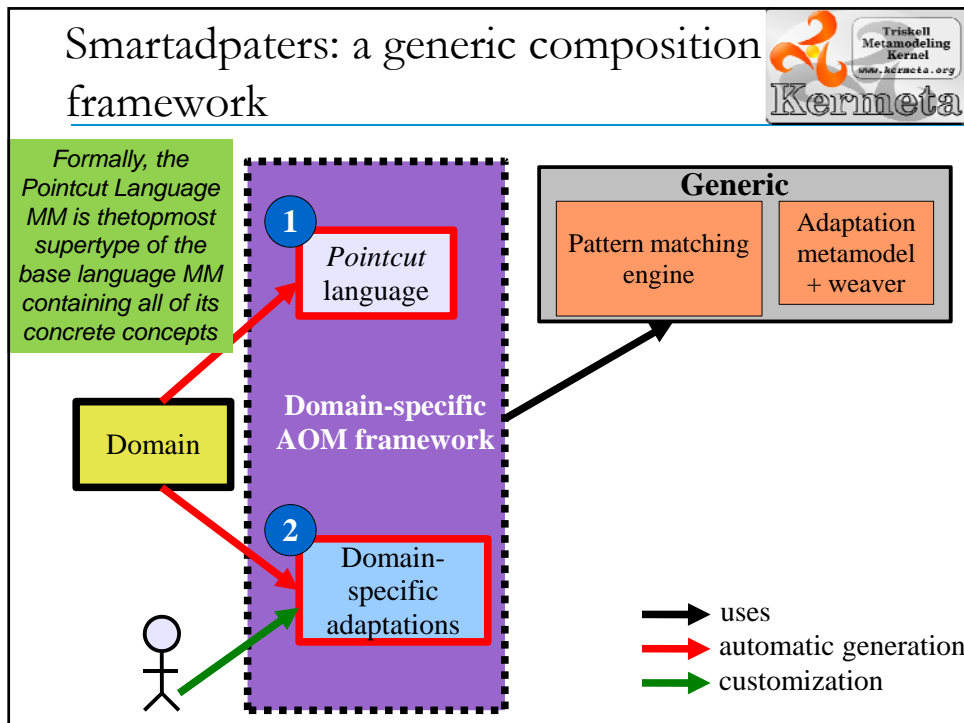 Smartadpaters: a generic composition
framework
Triskell
Metamodeling
Kernel
www.kermeta.org
Kermeta
Formally, the
Pointcut Language
MM is thetopmost
supertype of the
base language MM
containing all of its
concrete concepts
1
Pointcut
language
Generic
Pattern matching
engine
Adaptation
metamodel
+ weaver
Domain-specific
AOM framework
Domain
2
Domain-
specific
adaptations
uses
automatic generation
customization